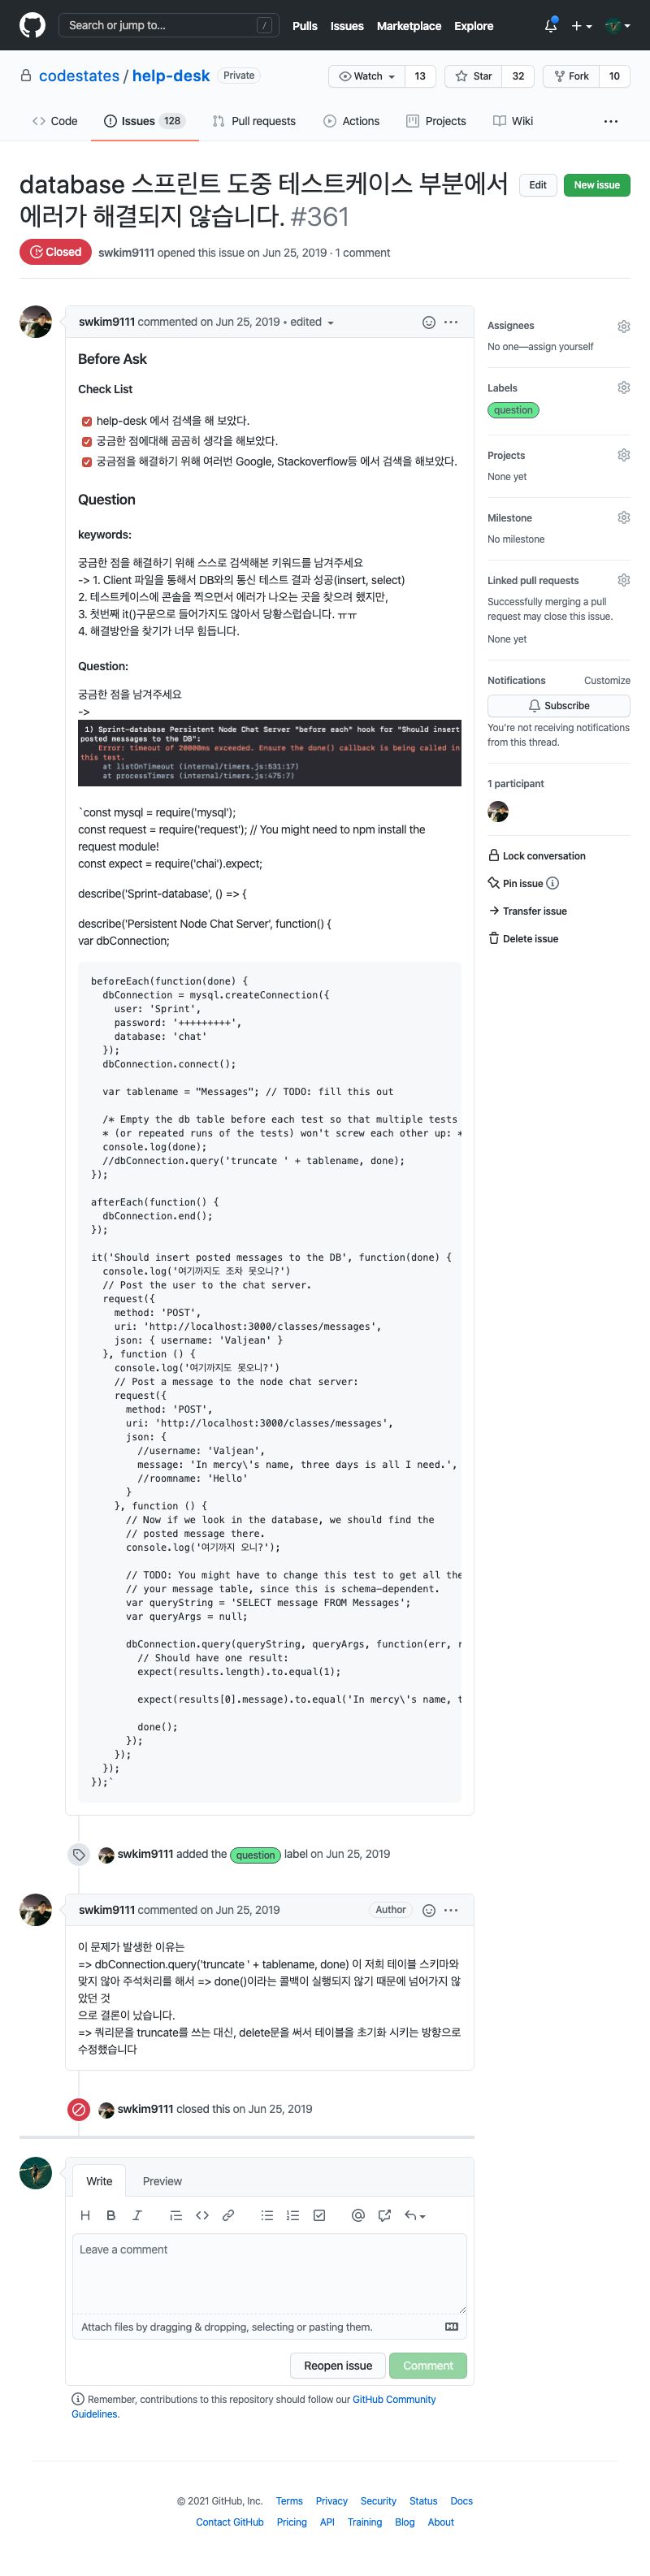 Search or jump to...
/
Pulls
Issues
Marketplace
Explore
codestates / help-desk
Private
Watch
13
Star
32
Fork
10
Code
Issues 128
Pull requests
Actions
Projects
Wiki
database 스프린트 도중 테스트케이스 부분에서
에러가 해결되지 않습니다. #361
Edit
New issue
Closed
swkim9111 opened this issue on Jun 25, 2019 · 1 comment
swkim9111 commented on Jun 25, 2019 • edited
Before Ask
Check List
help-desk 에서 검색을 해 보았다.
궁금한 점에대해 곰곰히 생각을 해보았다.
궁금점을 해결하기 위해 여러번 Google, Stackoverflow등 에서 검색을 해보았다.
Question
keywords:
궁금한 점을 해결하기 위해 스스로 검색해본 키워드를 남겨주세요
-> 1. Client 파일을 통해서 DB와의 통신 테스트 결과 성공(insert, select)
2. 테스트케이스에 콘솔을 찍으면서 에러가 나오는 곳을 찾으려 했지만,
3. 첫번째 it()구문으로 들어가지도 않아서 당황스럽습니다. ㅠㅠ
4. 해결방안을 찾기가 너무 힘듭니다.
Question:
궁금한 점을 남겨주세요
->
1) Sprint-database Persistent Node Chat Server "before each" hook for "Should insert
posted messages to the DB":
Error: timeout of 20000ms exceeded. Ensure the done() callback is being called in
this test.
at listOnTimeout (internal/timers.js:531:17)
at processTimers (internal/timers.js:475:7)
`const mysql = require('mysql');
const request = require('request'); // You might need to npm install the
request module!
const expect = require('chai').expect;
describe('Sprint-database', () => {
describe('Persistent Node Chat Server', function() {
var dbConnection;
beforeEach(function(done) {
dbConnection = mysql.createConnection({
user: 'Sprint',
password: '+++++++++',
database: 'chat'
});
dbConnection.connect();
var tablename = "Messages"; // TODO: fill this out
/* Empty the db table before each test so that multiple tests
* (or repeated runs of the tests) won't screw each other up: *
console.log(done);
//dbConnection.query('truncate ' + tablename, done);
});
afterEach(function() {
dbConnection.end();
});
it('Should insert posted messages to the DB', function(done) {
console.log('여기까지도 조차 못오니?')
// Post the user to the chat server.
request({
method: 'POST',
uri: 'http://localhost:3000/classes/messages',
json: { username: 'Valjean' }
}, function () {
console.log('여기까지도 못오니?')
// Post a message to the node chat server:
request({
method: 'POST',
uri: 'http://localhost:3000/classes/messages',
json: {
//username: 'Valjean',
message: 'In mercy\'s name, three days is all I need.',
//roomname: 'Hello'
}
}, function () {
// Now if we look in the database, we should find the
// posted message there.
console.log('여기까지 오니?');
// TODO: You might have to change this test to get all the
// your message table, since this is schema-dependent.
var queryString = 'SELECT message FROM Messages';
var queryArgs = null;
dbConnection.query(queryString, queryArgs, function(err, r
// Should have one result:
expect(results.length).to.equal(1);
expect(results[0].message).to.equal('In mercy\'s name, t
done();
});
});
});
});`
swkim9111 added the question label on Jun 25, 2019
swkim9111 commented on Jun 25, 2019
Author
이 문제가 발생한 이유는
=> dbConnection.query('truncate ' + tablename, done) 이 저희 테이블 스키마와
맞지 않아 주석처리를 해서 => done()이라는 콜백이 실행되지 않기 때문에 넘어가지 않
았던 것
으로 결론이 났습니다.
=> 쿼리문을 truncate를 쓰는 대신, delete문을 써서 테이블을 초기화 시키는 방향으로
수정했습니다
swkim9111 closed this on Jun 25, 2019
Write
Preview
Leave a comment
Attach files by dragging & dropping, selecting or pasting them.
Reopen issue
Comment
Remember, contributions to this repository should follow our GitHub Community
Guidelines.
Assignees
No one—assign yourself
Labels
question
Projects
None yet
Milestone
No milestone
Linked pull requests
Successfully merging a pull
request may close this issue.
None yet
Notifications
Customize
Subscribe
You're not receiving notifications
from this thread.
1 participant
Lock conversation
Pin issue
Transfer issue
Delete issue
© 2021 GitHub, Inc.
Terms
Privacy
Security
Status
Docs
Contact GitHub
Pricing
API
Training
Blog
About